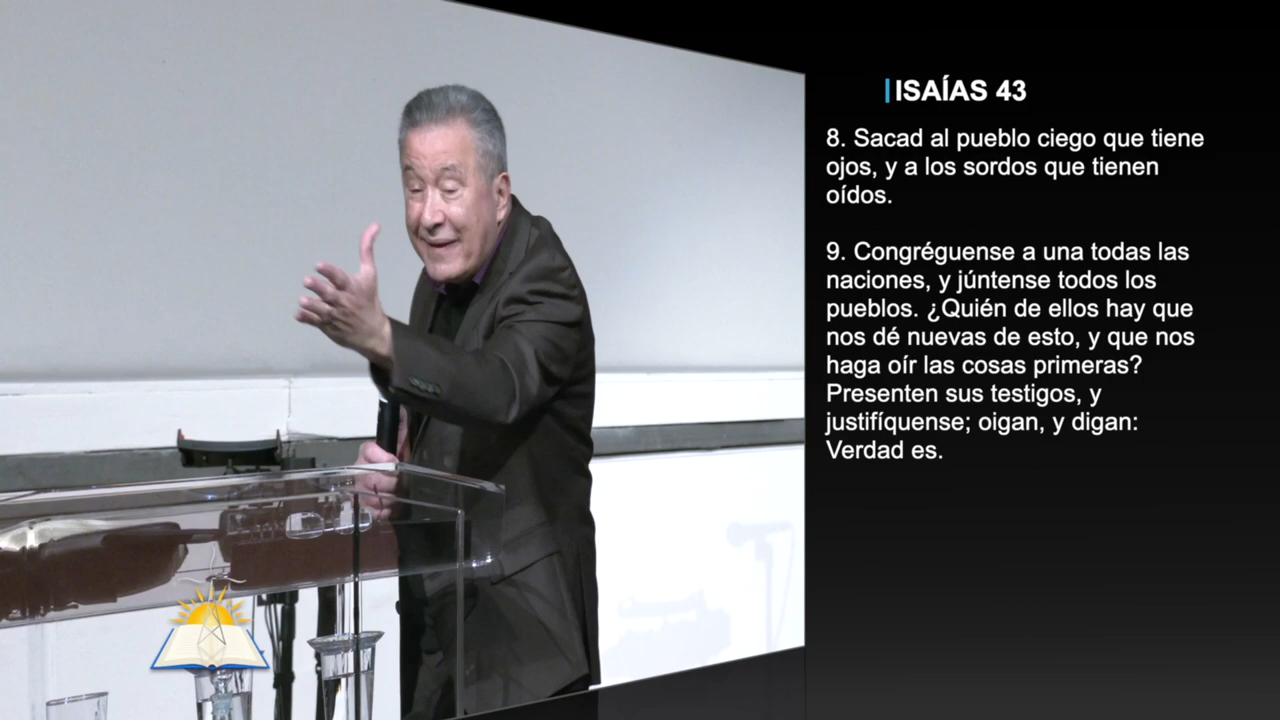 ISAÍAS 43
8. Sacad al pueblo ciego que tiene
ojos, y a los sordos que tienen
oídos.
9. Congréguense a una todas las
naciones, y júntense todos los
pueblos. ¿Quién de ellos hay que
nos dé nuevas de esto, y que nos
haga oír las cosas primeras?
Presenten sus testigos, y
justifíquense; oigan, y digan:
Verdad es.